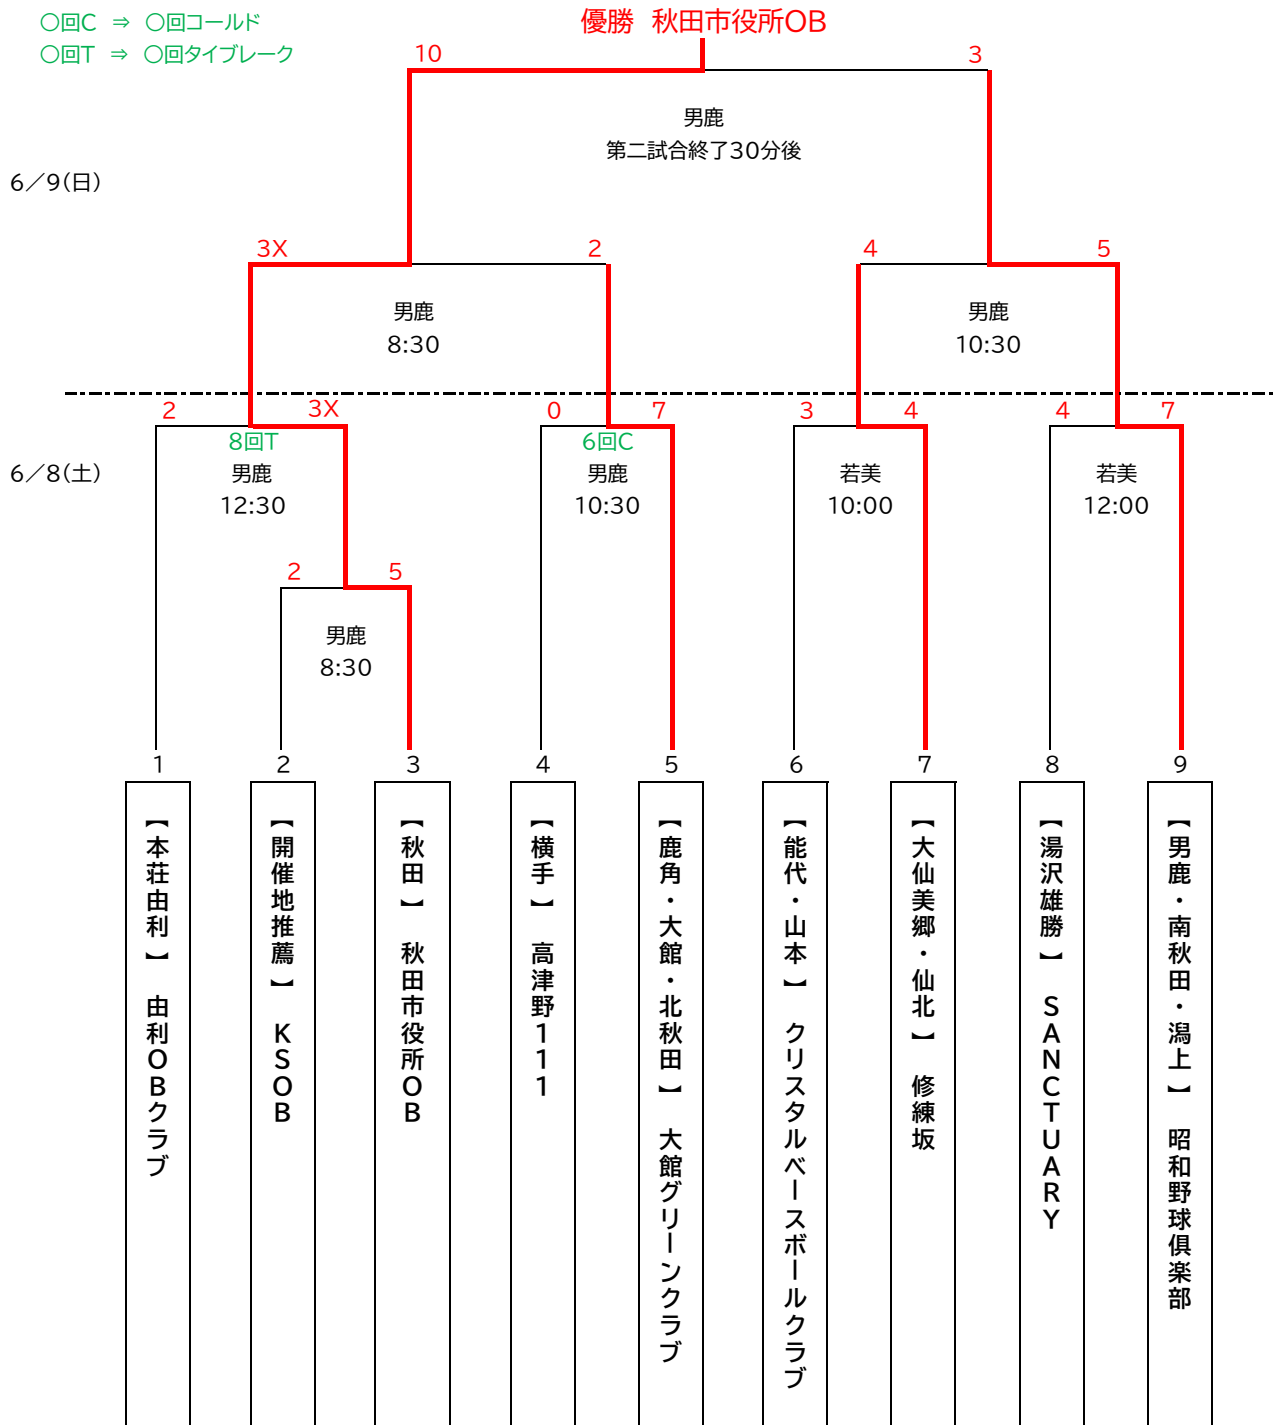 ○回C ⇒ ○回コールド
○回T ⇒ ○回タイブレーク
優勝 秋田市役所OB
10
3
男鹿
第二試合終了30分後
6／9(日)
3X
2
4
5
男鹿
8:30
男鹿
10:30
2
3X
0
7
3
4
4
7
8回T
6回C
6／8(土)
男鹿
12:30
男鹿
10:30
若美
10:00
若美
12:00
2
5
男鹿
8:30
1
2
3
4
5
6
7
8
9
【本荘由利】 由利OBクラブ
【開催地推薦】 KSOB
【秋田】 秋田市役所OB
【横手】 高津野111
【鹿角・大館・北秋田】 大館グリーンクラブ
【能代・山本】 クリスタルベースボールクラブ
【大仙美郷・仙北】 修練坂
【湯沢雄勝】 SANCTUARY
【男鹿・南秋田・潟上】 昭和野球倶楽部